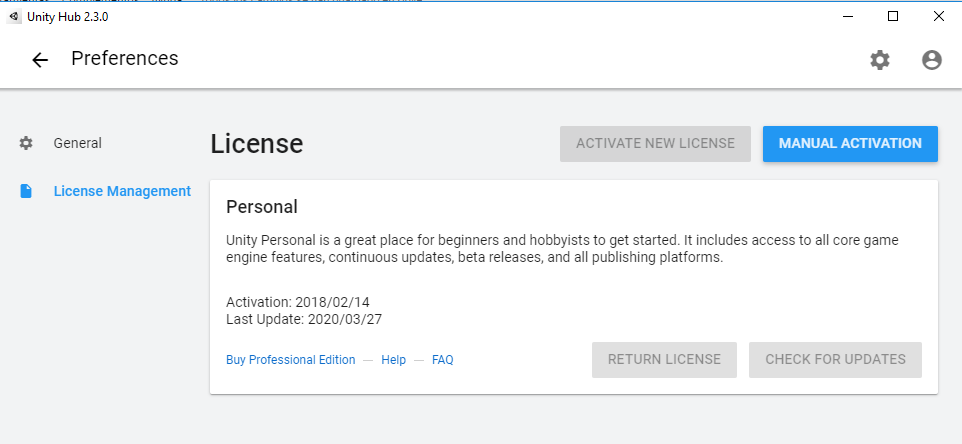 Unity Hub 2.3.0
Preferences
General
License Management
License
ACTIVATE NEW LICENSE
MANUAL ACTIVATION
Personal
Unity Personal is a great place for beginners and hobbyists to get started. It includes access to all core game
engine features, continuous updates, beta releases, and all publishing platforms.
Activation: 2018/02/14
Last Update: 2020/03/27
Buy Professional Edition — Help — FAQ
RETURN LICENSE
CHECK FOR UPDATES